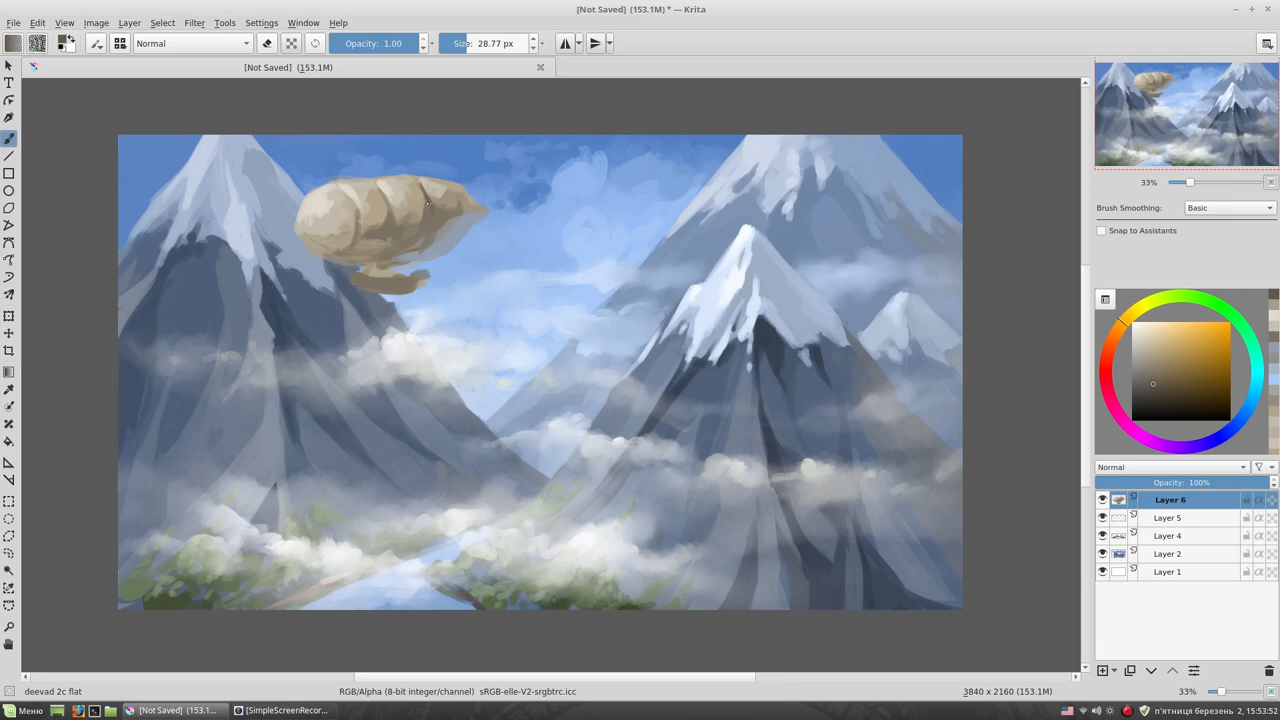 [Not Saved] (153.1M) * — Krita
File Edit View Image Layer Select Filter Tools Settings Window Help
Normal Opacity: 1.00 Size: 28.77 px
[Not Saved] (153.1M)
33%
Brush Smoothing: Basic
Snap to Assistants
Normal
Opacity: 100%
Layer 6
Layer 5
Layer 4
Layer 2
Layer 1
deevad 2c flat RGB/Alpha (8-bit integer/channel) sRGB-elle-V2-srgbtrc.icc 3840 x 2160 (153.1M) 33%
Меню [Not Saved] (153.1... [SimpleScreenRecor... п'ятниця березень 2, 15:53:52